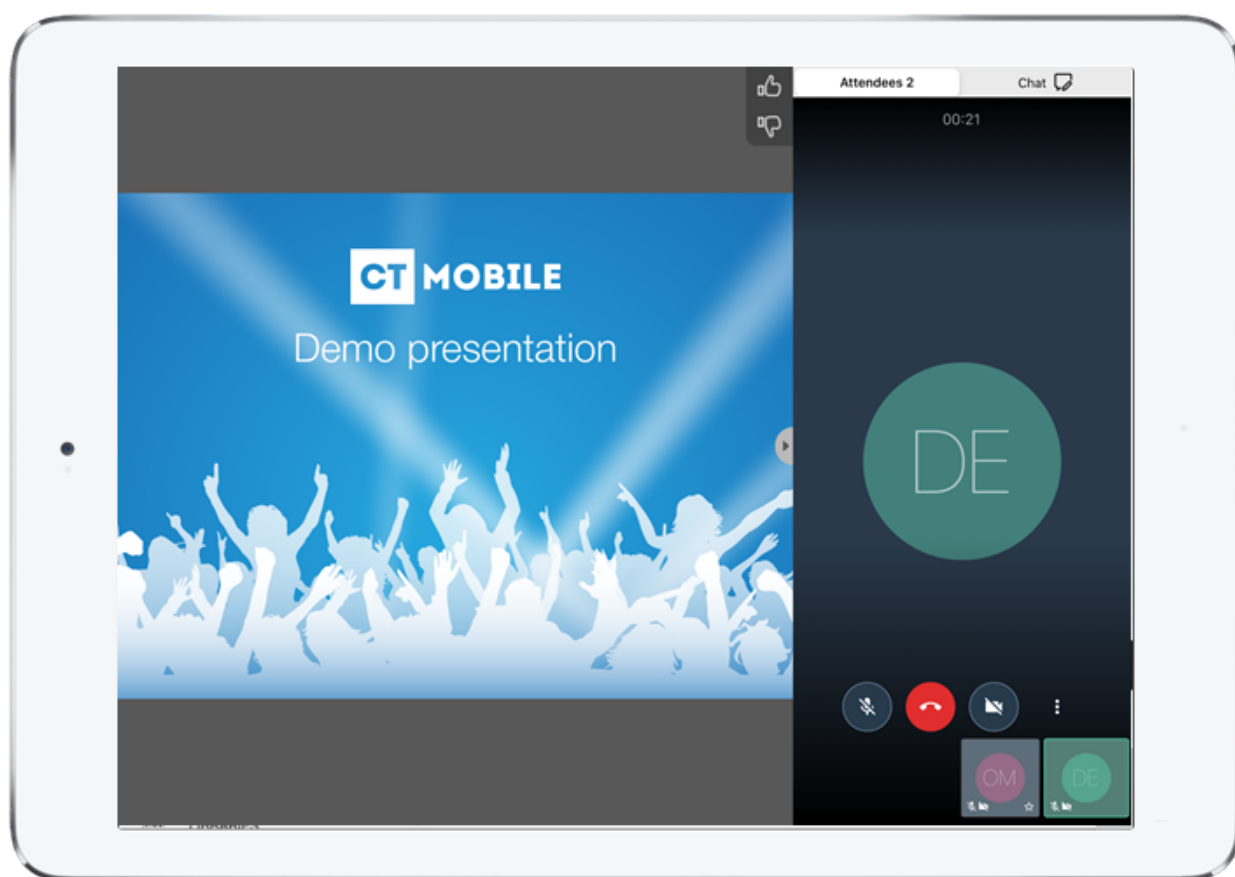 CT MOBILE
Demo presentation
Attendees 2
Chat
00:21
DE
OM
DE